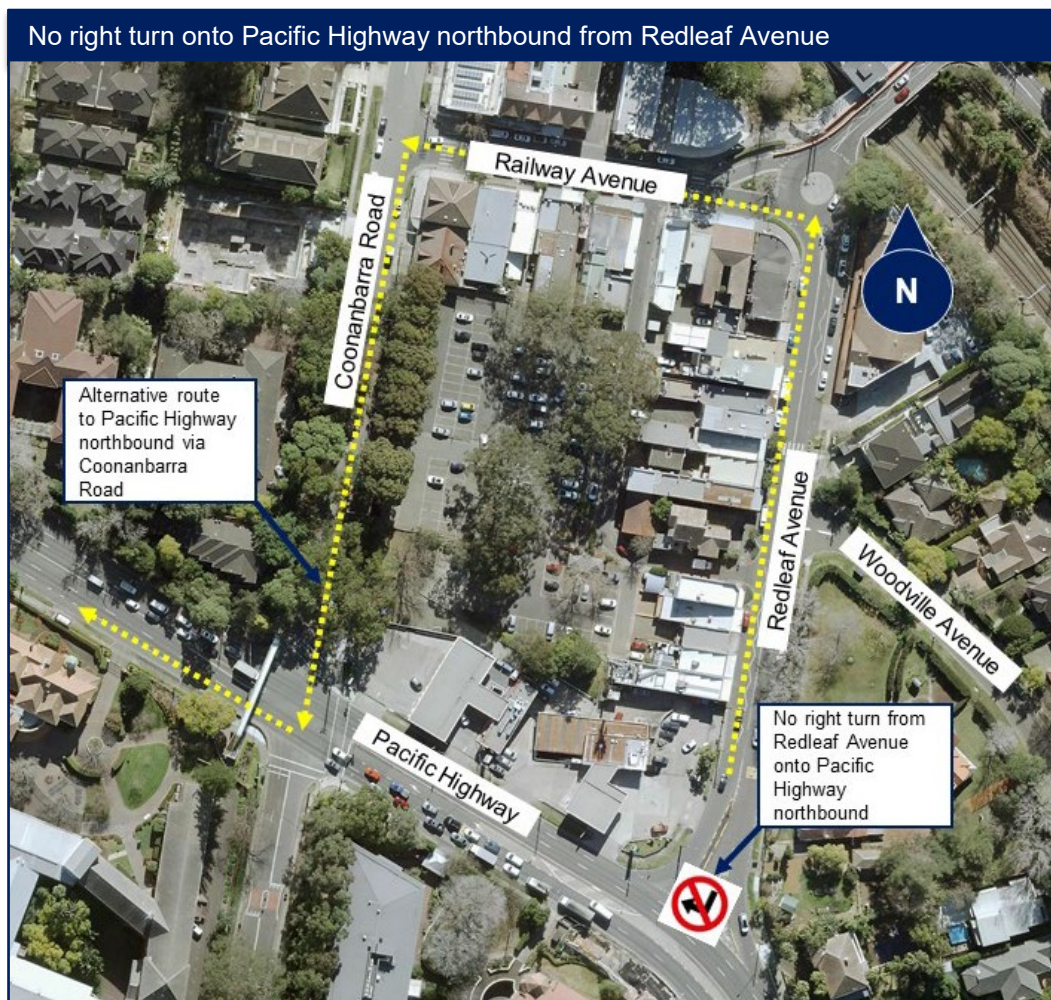 No right turn onto Pacific Highway northbound from Redleaf Avenue
Railway Avenue
Coonanbarra Road
N
Alternative route
to Pacific Highway
northbound via
Coonanbarra
Road
Redleaf Avenue
Woodville Avenue
No right turn from
Redleaf Avenue
onto Pacific
Highway
northbound
Pacific Highway